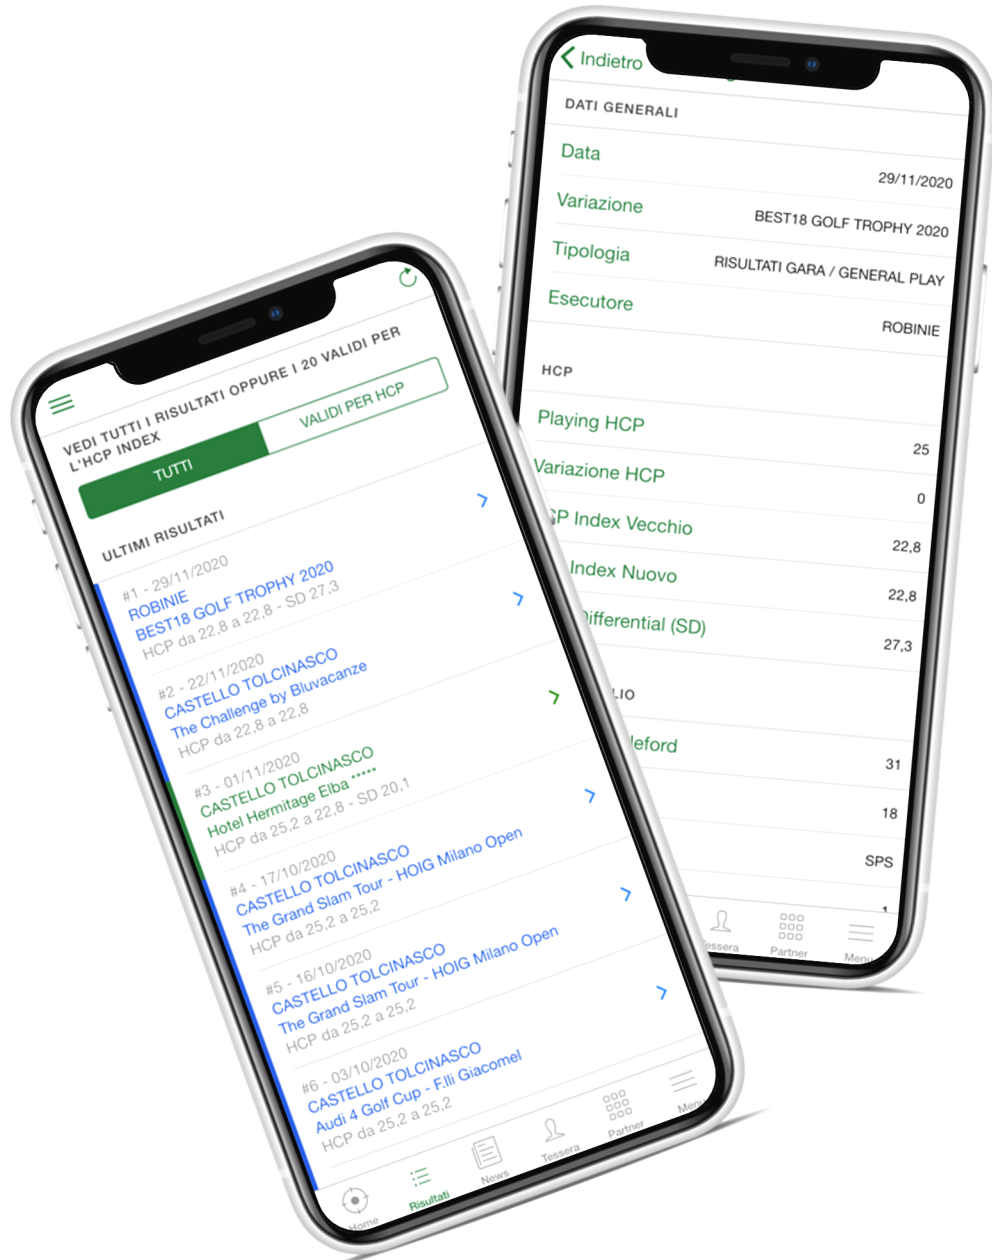 VEDI TUTTI I RISULTATI OPPURE I 20 VALIDI PER
L'HCP INDEX
TUTTI
VALIDI PER HCP
ULTIMI RISULTATI
#1 - 29/11/2020
ROBINIE
BEST18 GOLF TROPHY 2020
HCP da 22,8 a 22,8 - SD 27,3
#2 - 22/11/2020
CASTELLO TOLCINASCO
The Challenge by Bluvacanze
HCP da 22,8 a 22,8
#3 - 01/11/2020
CASTELLO TOLCINASCO
Hotel Hermitage Elba *****
HCP da 25,2 a 22,8 - SD 20,1
#4 - 17/10/2020
CASTELLO TOLCINASCO
The Grand Slam Tour - HOIG Milano Open
HCP da 25,2 a 25,2
#5 - 16/10/2020
CASTELLO TOLCINASCO
The Grand Slam Tour - HOIG Milano Open
HCP da 25,2 a 25,2
#6 - 03/10/2020
CASTELLO TOLCINASCO
Audi 4 Golf Cup - F.lli Giacomel
HCP da 25,2 a 25,2
Home
Risultati
News
Tessera
Partner
Menu
Indietro
DATI GENERALI
Data 29/11/2020
Variazione BEST18 GOLF TROPHY 2020
Tipologia RISULTATI GARA / GENERAL PLAY
Esecutore ROBINIE
HCP
Playing HCP 25
Variazione HCP 0
Index Vecchio 22,8
Index Nuovo 22,8
Differential (SD) 27,3
31
18
SPS
1
Partner
Menu